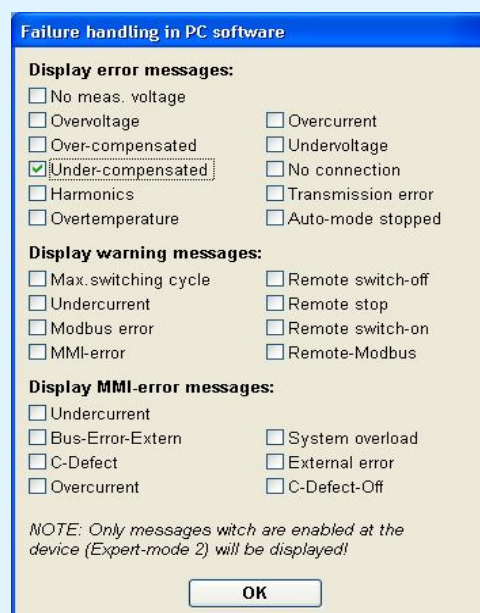 Failure handling in PC software
Display error messages:
No meas. voltage
Overvoltage Overcurrent
Over-compensated Undervoltage
Under-compensated No connection
Harmonics Transmission error
Overtemperature Auto-mode stopped
Display warning messages:
Max.switching cycle Remote switch-off
Undercurrent Remote stop
Modbus error Remote switch-on
MMI-error Remote-Modbus
Display MMI-error messages:
Undercurrent
Bus-Error-Extern System overload
C-Defect External error
Overcurrent C-Defect-Off
NOTE: Only messages witch are enabled at the
device (Expert-mode 2) will be displayed!
OK